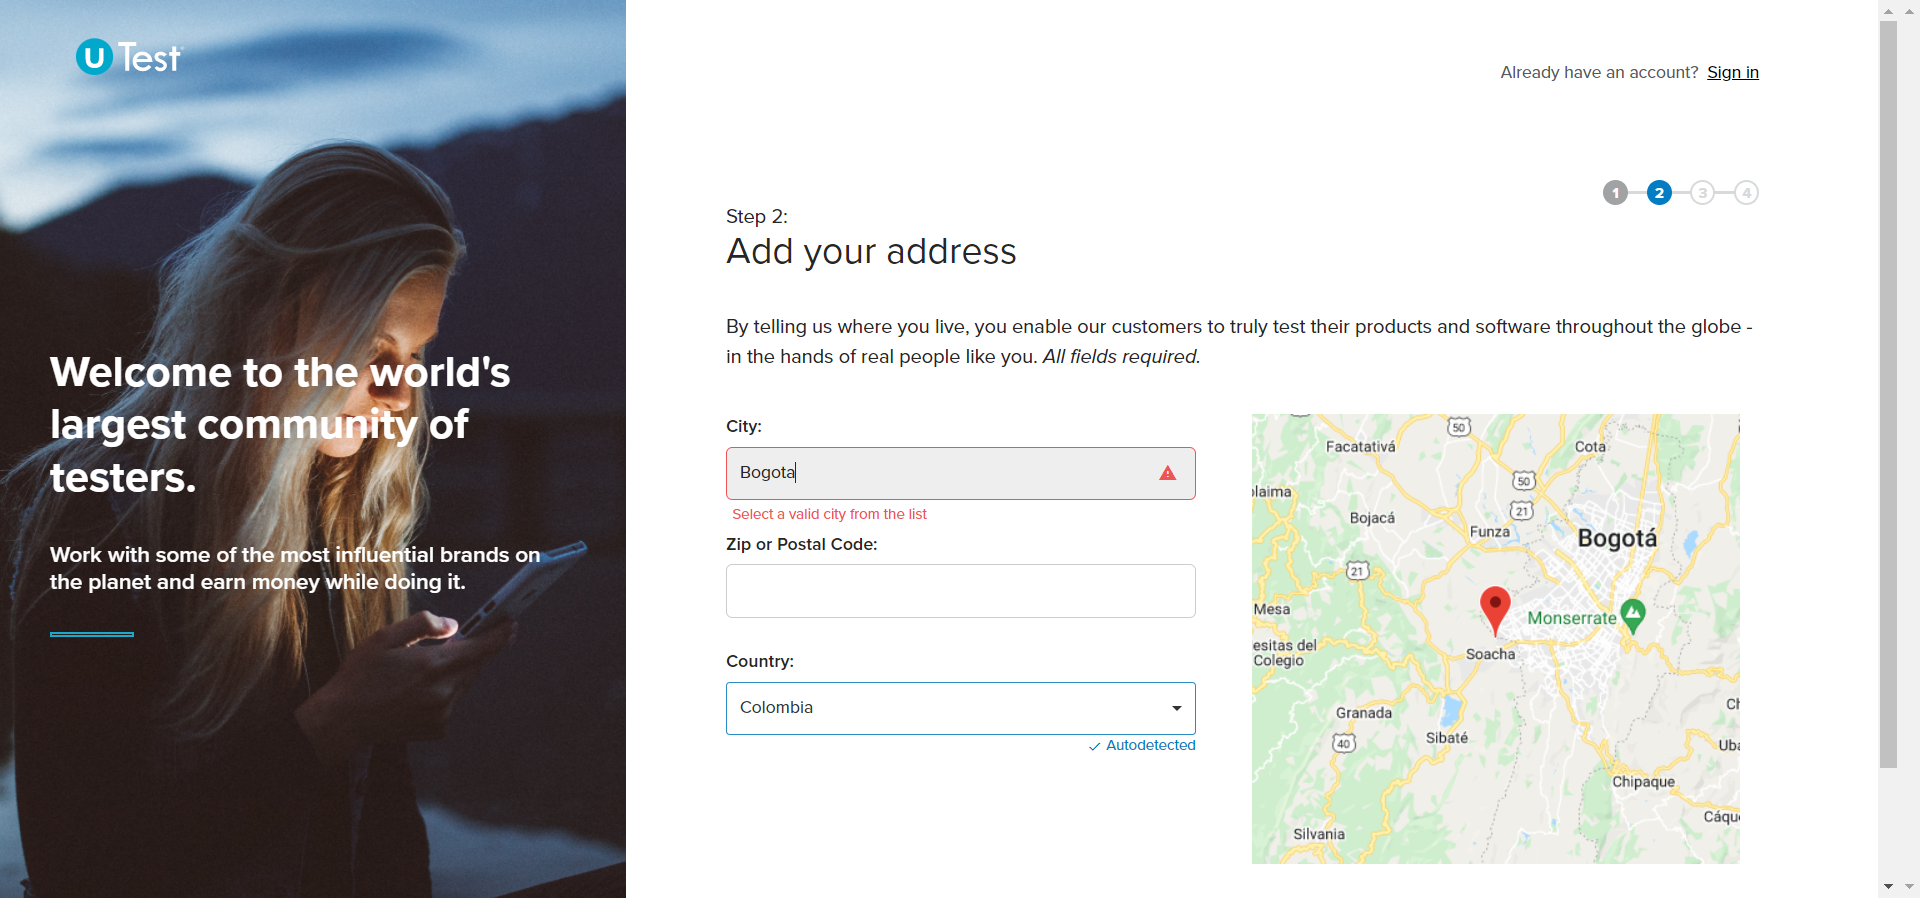 U Test
Welcome to the world's
largest community of
testers.
Work with some of the most influential brands on
the planet and earn money while doing it.
Already have an account? Sign in
1 2 3 4
Step 2:
Add your address
By telling us where you live, you enable our customers to truly test their products and software throughout the globe -
in the hands of real people like you. All fields required.
City:
Bogota
Select a valid city from the list
Zip or Postal Code:
Country:
Colombia
Autodetected
50
Facatativá
Cota
50
olaima
21
Bojacá
Funza
Bogotá
21
Mesa
Monserrate
esitas del
Colegio
Soacha
Granada
Ch
40
Sibaté
Uba
Chipaque
Cáqu
Silvania